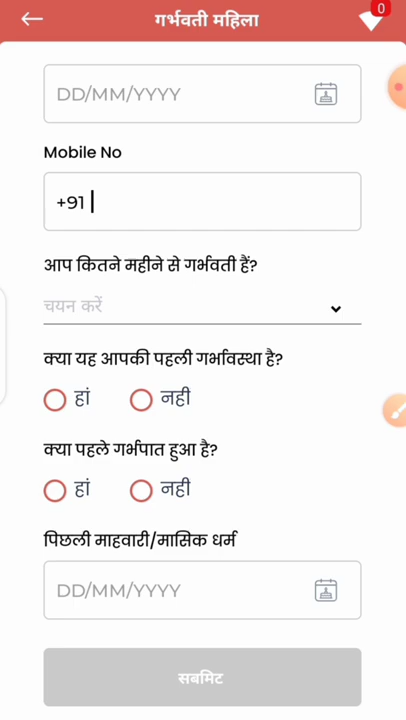 गर्भवती महिला
0
DD/MM/YYYY
Mobile No
+91
आप कितने महीने से गर्भवती हैं?
चयन करें
क्या यह आपकी पहली गर्भावस्था है?
हां नही
क्या पहले गर्भपात हुआ है?
हां नही
पिछली माहवारी/मासिक धर्म
DD/MM/YYYY
सबमिट